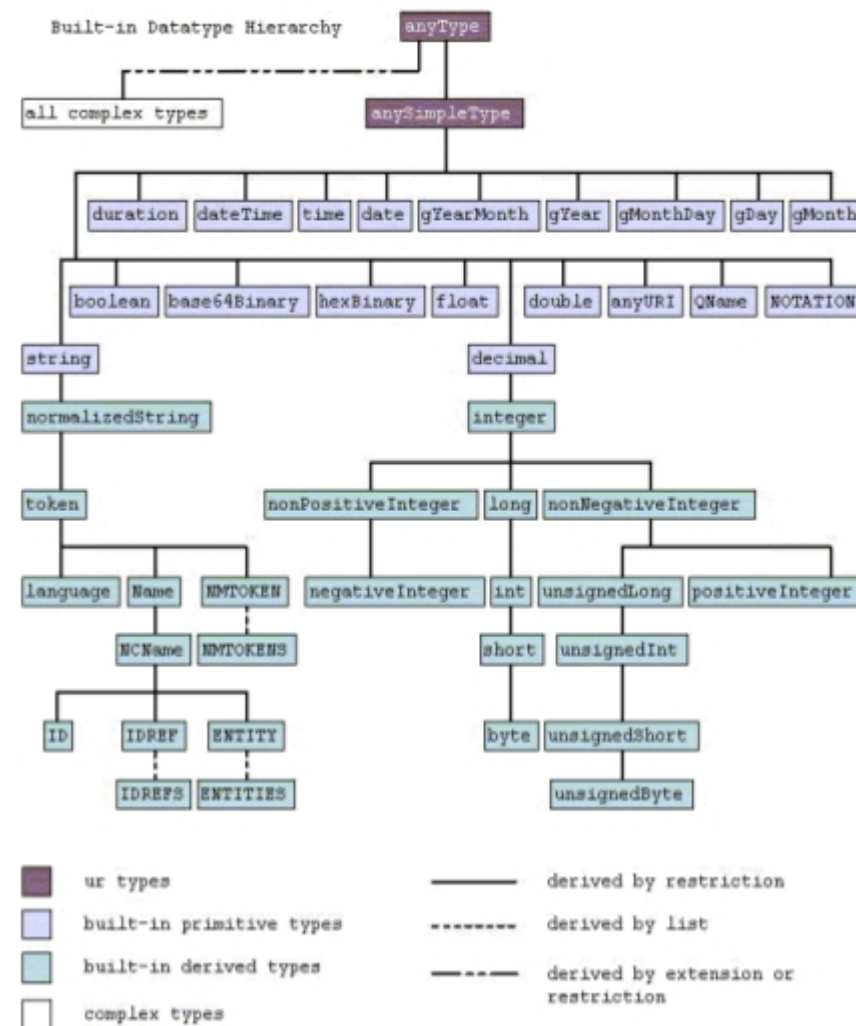 Built-in Datatype Hierarchy anyType
all complex types anySimpleType
duration dateTime time date gYearMonth gYear gMonthDay gDay gMonth
boolean base64Binary hexBinary float double anyURI QName NOTATION
string decimal
normalizedString integer
token nonPositiveInteger long nonNegativeInteger
language Name NMTOKEN negativeInteger int unsignedLong positiveInteger
NCName NMTOKENS short unsignedInt
ID IDREF ENTITY byte unsignedShort
IDREFS ENTITIES unsignedByte
ur types derived by restriction
built-in primitive types derived by list
built-in derived types derived by extension or
restriction
complex types